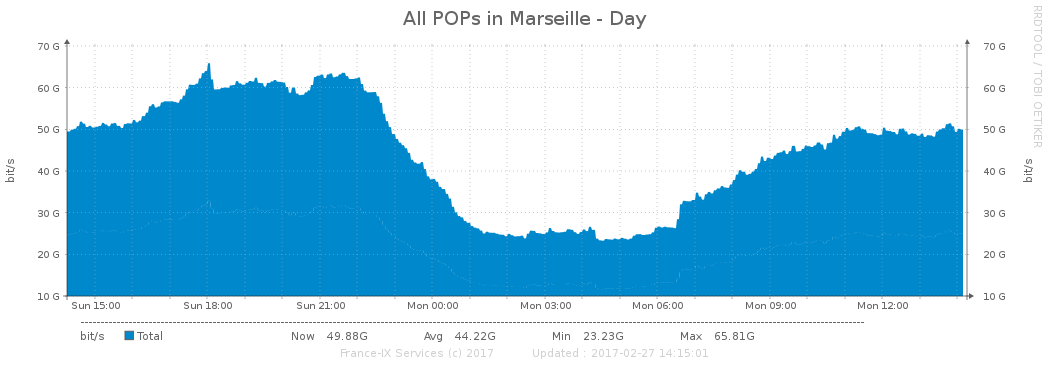 All POPs in Marseille - Day
RRDTOOL / TOBI OETIKER
70 G 70 G
60 G 60 G
50 G 50 G
40 G 40 G
30 G 30 G
20 G 20 G
10 G 10 G
bit/s bit/s
Sun 15:00 Sun 18:00 Sun 21:00 Mon 00:00 Mon 03:00 Mon 06:00 Mon 09:00 Mon 12:00
bit/s Total Now 49.88G Avg 44.22G Min 23.23G Max 65.81G
France-IX Services (c) 2017 Updated : 2017-02-27 14:15:01